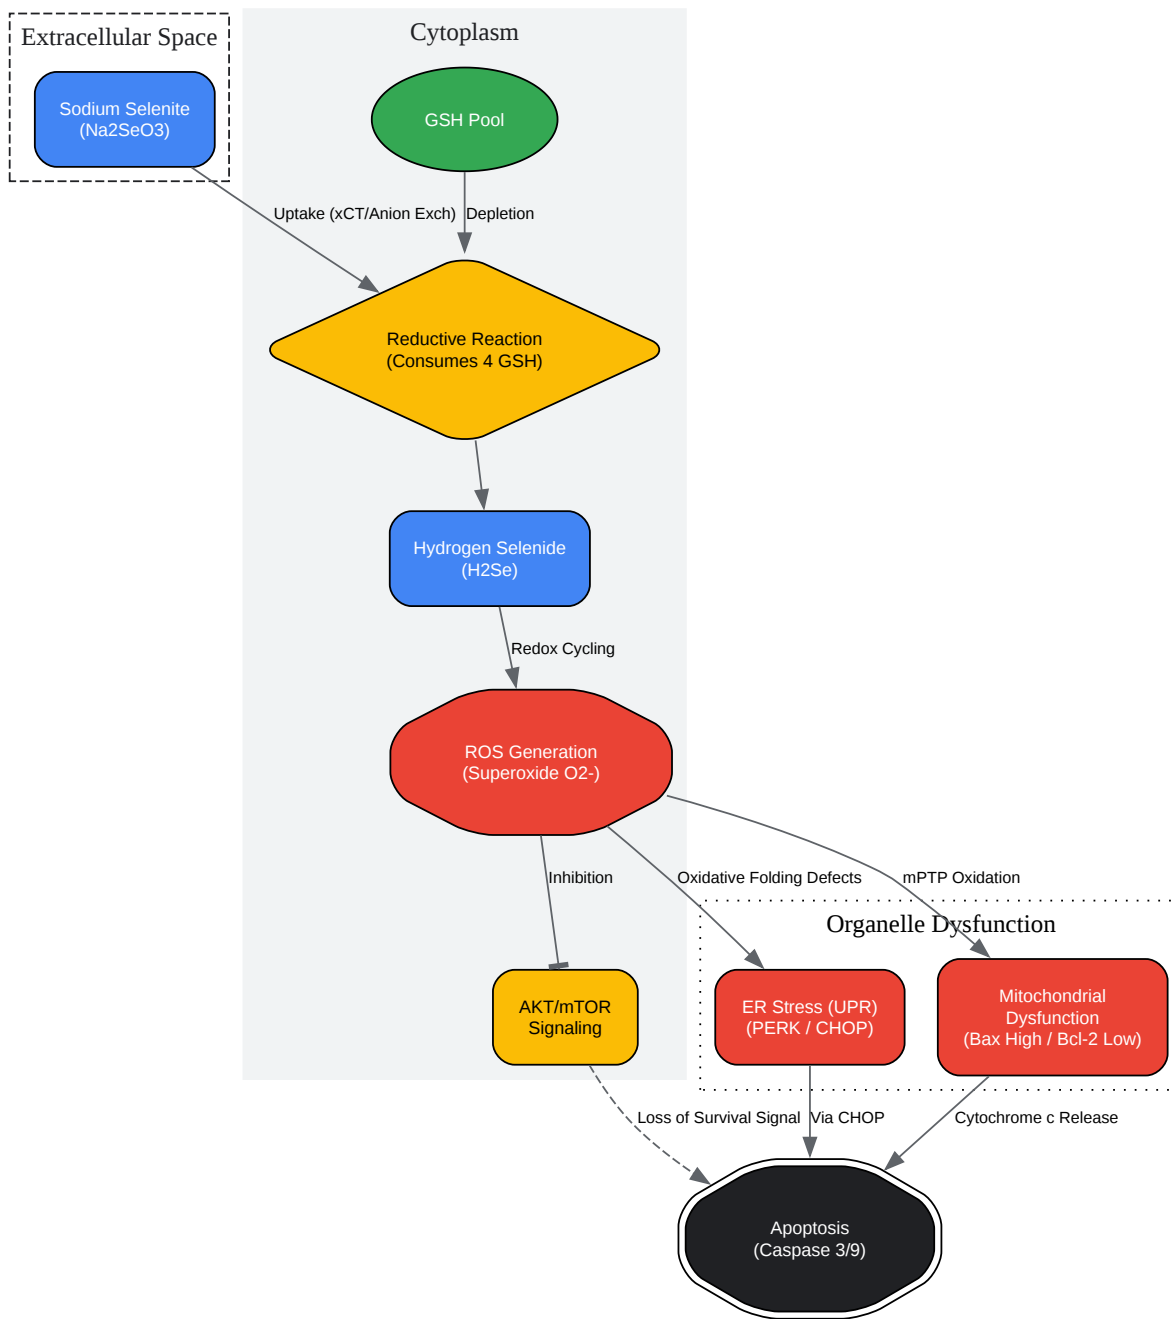 Extracellular Space
Cytoplasm
Sodium Selenite
(Na2SeO3)
GSH Pool
Uptake (xCT/Anion Exch)
Depletion
Reductive Reaction
(Consumes 4 GSH)
Hydrogen Selenide
(H2Se)
Redox Cycling
ROS Generation
(Superoxide O2-)
Inhibition
Oxidative Folding Defects
mPTP Oxidation
Organelle Dysfunction
AKT/mTOR
Signaling
ER Stress (UPR)
(PERK / CHOP)
Mitochondrial
Dysfunction
(Bax High / Bcl-2 Low)
Loss of Survival Signal
Via CHOP
Cytochrome c Release
Apoptosis
(Caspase 3/9)